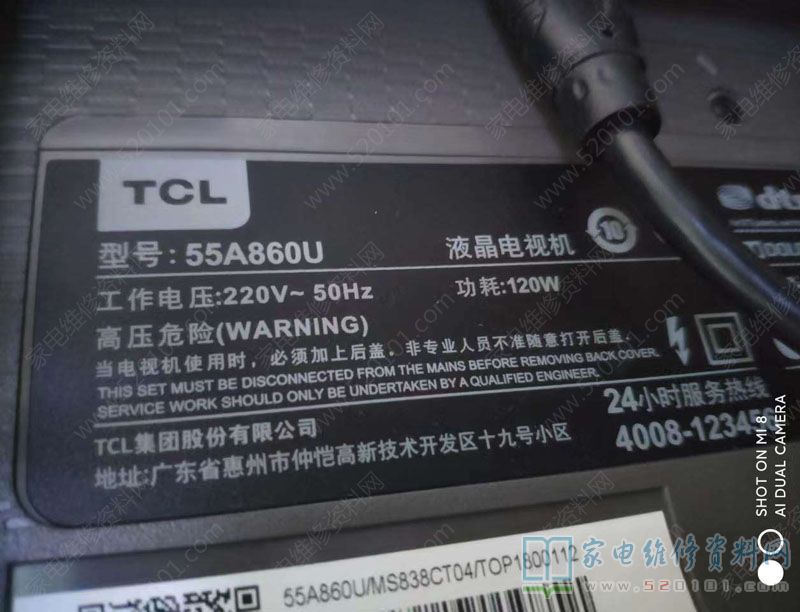 TCL
型号:55A860U 液晶电视机 10
dts
工作电压:220V~ 50Hz 功耗:120W
高压危险(WARNING)
当电视机使用时，必须加上后盖。非专业人员不准随意打开后盖.
THIS SET MUST BE DISCONNECTED FROM THE MAINS BEFORE REMOVING BACK COVER.
SERVICE WORK SHOULD ONLY BE UNDERTAKEN BY A QUALIFIED ENGINEER.
24小时服务热线
4008-123456
TCL集团股份有限公司
地址:广东省惠州市仲恺高新技术开发区十九号小区
55A860U/MS838CT04/TOP1800112
SHOT ON MI 8
AI DUAL CAMERA
家电维修资料网
www.520101.com